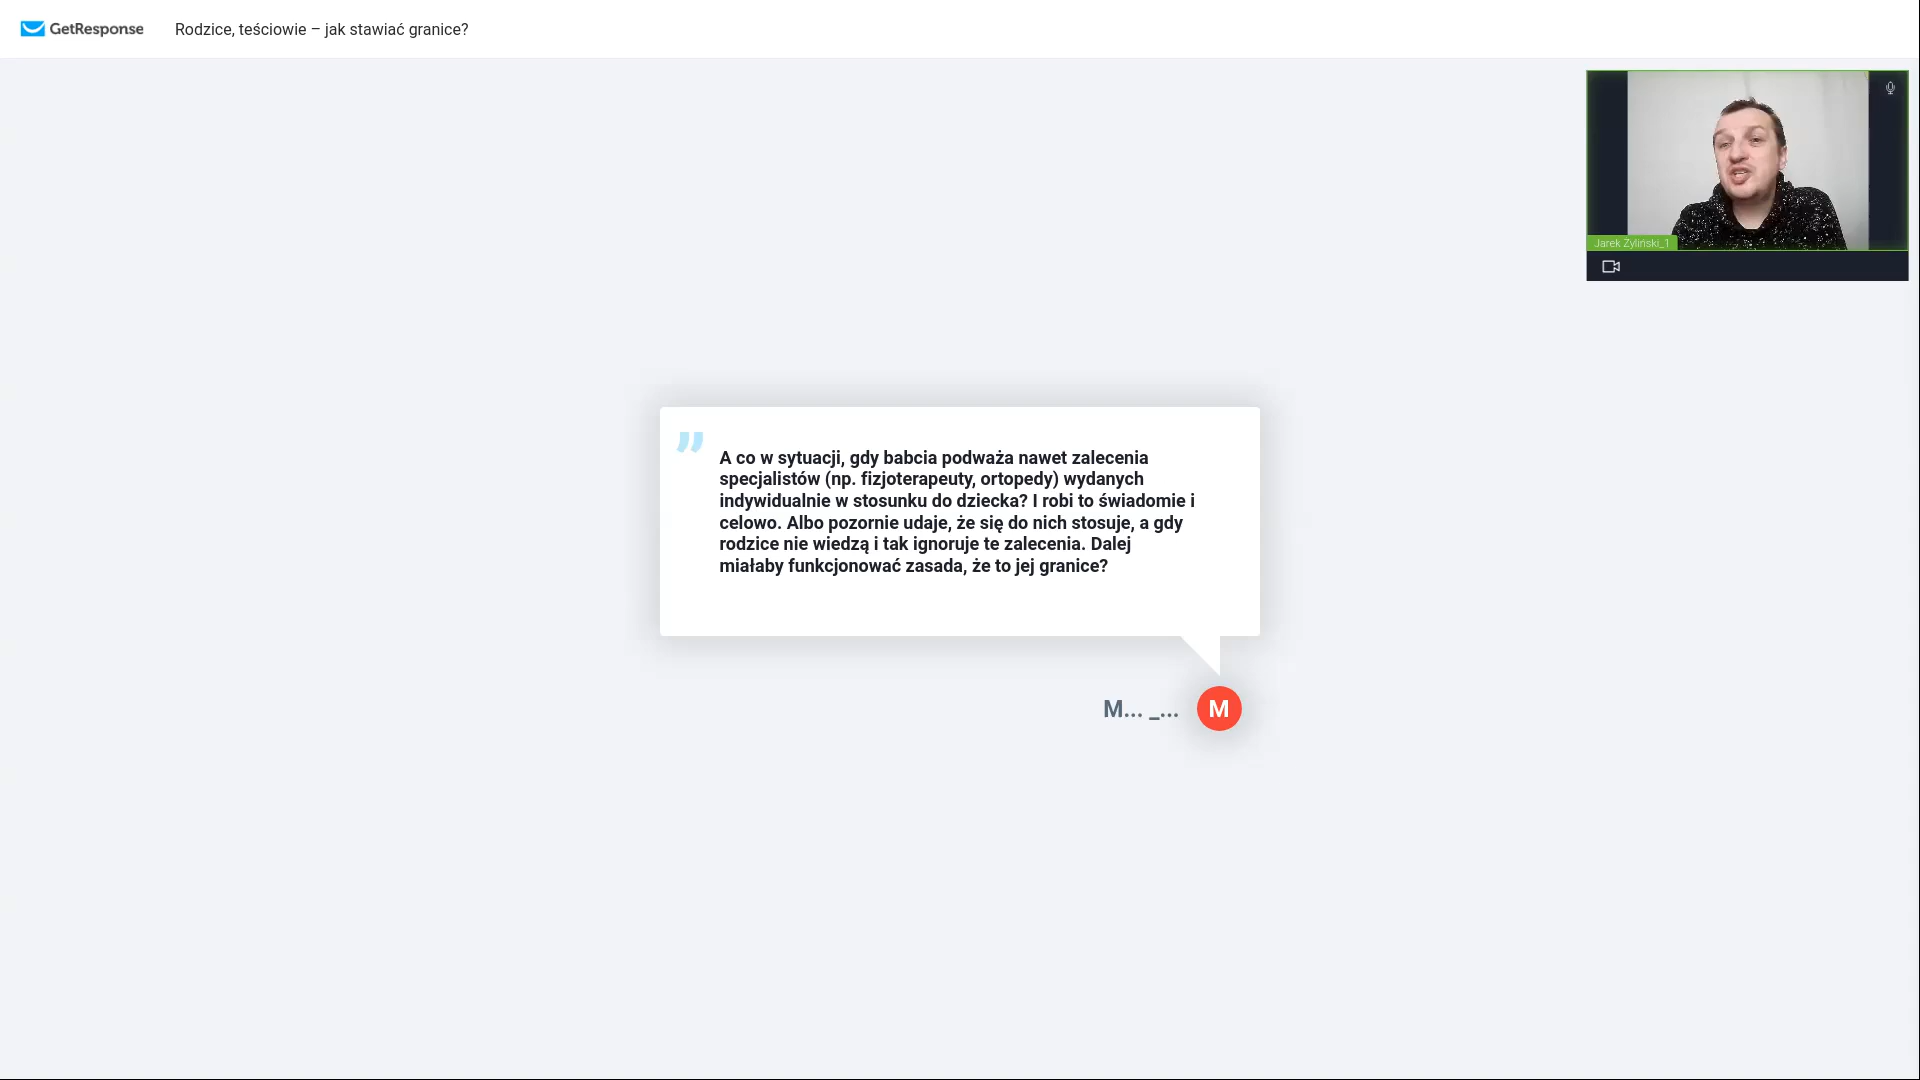 GetResponse
Rodzice, teściowie – jak stawiać granice?
Jarek Żyliński_1
A co w sytuacji, gdy babcia podważa nawet zalecenia
specjalistów (np. fizjoterapeuty, ortopedy) wydanych
indywidualnie w stosunku do dziecka? I robi to świadomie i
celowo. Albo pozornie udaje, że się do nich stosuje, a gdy
rodzice nie wiedzą i tak ignoruje te zalecenia. Dalej
miałaby funkcjonować zasada, że to jej granice?
M... _...
M